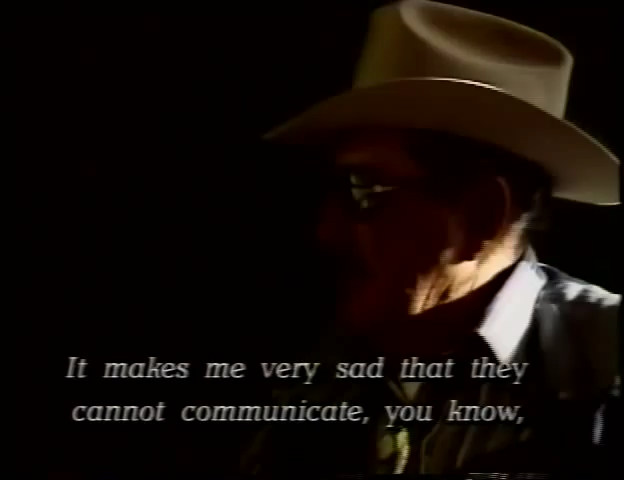 It makes me very sad that they
cannot communicate, you know,